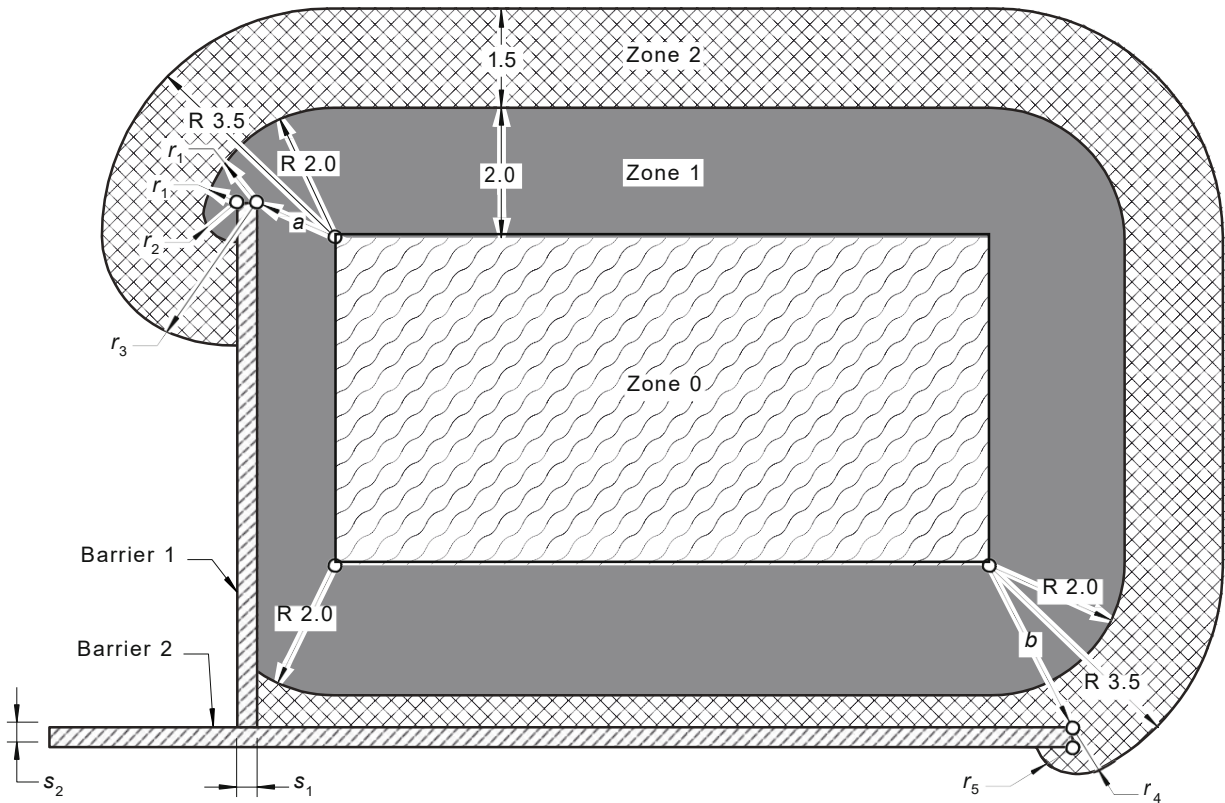 Zone 2
1.5
R 3.5
r1
R 2.0
2.0
Zone 1
r1
a
r2
r3
Zone 0
Barrier 1
R 2.0
R 2.0
b
Barrier 2
R 3.5
s2
s1
r5
r4